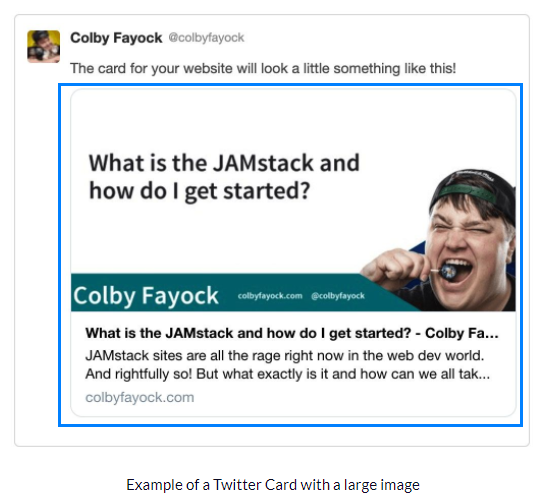 Colby Fayock @colbyfayock
The card for your website will look a little something like this!
What is the JAMstack and
how do I get started?
Colby Fayock colbyfayock.com @colbyfayock
What is the JAMstack and how do I get started? - Colby Fa...
JAMstack sites are all the rage right now in the web dev world.
And rightfully so! But what exactly is it and how can we all tak...
colbyfayock.com
Example of a Twitter Card with a large image